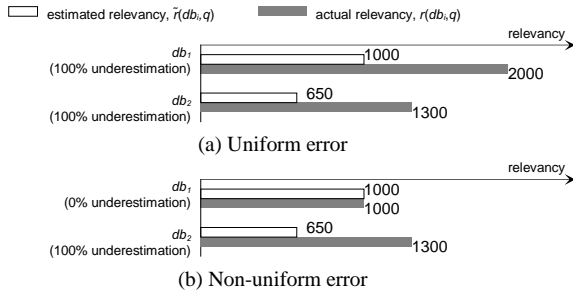 estimated relevancy, r̃(dbᵢ,q) actual relevancy, r(dbᵢ,q)
relevancy
db₁
(100% underestimation)
1000
2000
db₂
(100% underestimation)
650
1300
(a) Uniform error
relevancy
db₁
(0% underestimation)
1000
1000
db₂
(100% underestimation)
650
1300
(b) Non-uniform error